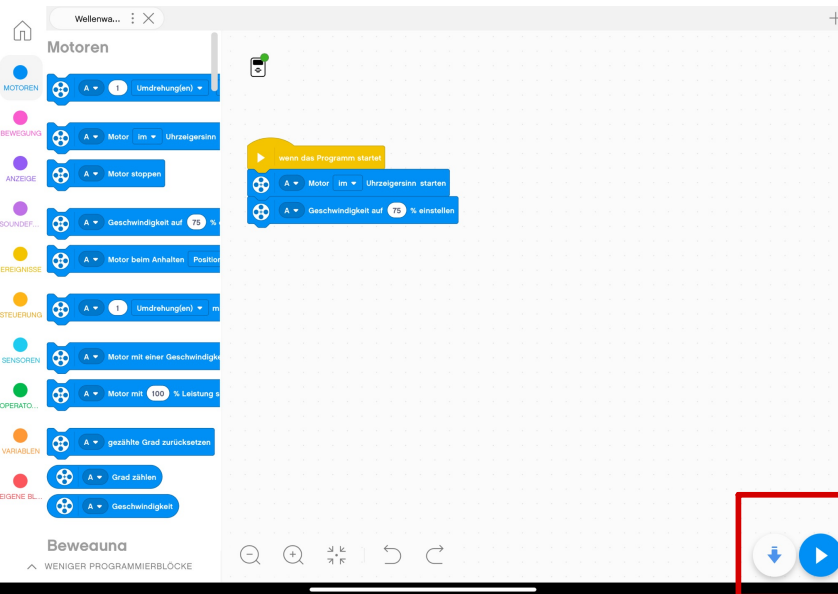 Wellenwa...
Motoren
MOTOREN
BEWEGUNG
ANZEIGE
SOUNDEF...
EREIGNISSE
STEUERUNG
SENSOREN
OPERATO...
VARIABLEN
EIGENE BL...
A 1 Umdrehung(en)
A Motor im Uhrzeigersinn
A Motor stoppen
A Geschwindigkeit auf 75 %
A Motor beim Anhalten Position
A 1 Umdrehung(en) m
A Motor mit einer Geschwindigke
A Motor mit 100 % Leistung s
A gezählte Grad zurücksetzen
A Grad zählen
A Geschwindigkeit
Bewegung
WENIGER PROGRAMMIERBLÖCKE
wenn das Programm startet
A Motor im Uhrzeigersinn starten
A Geschwindigkeit auf 75 % einstellen